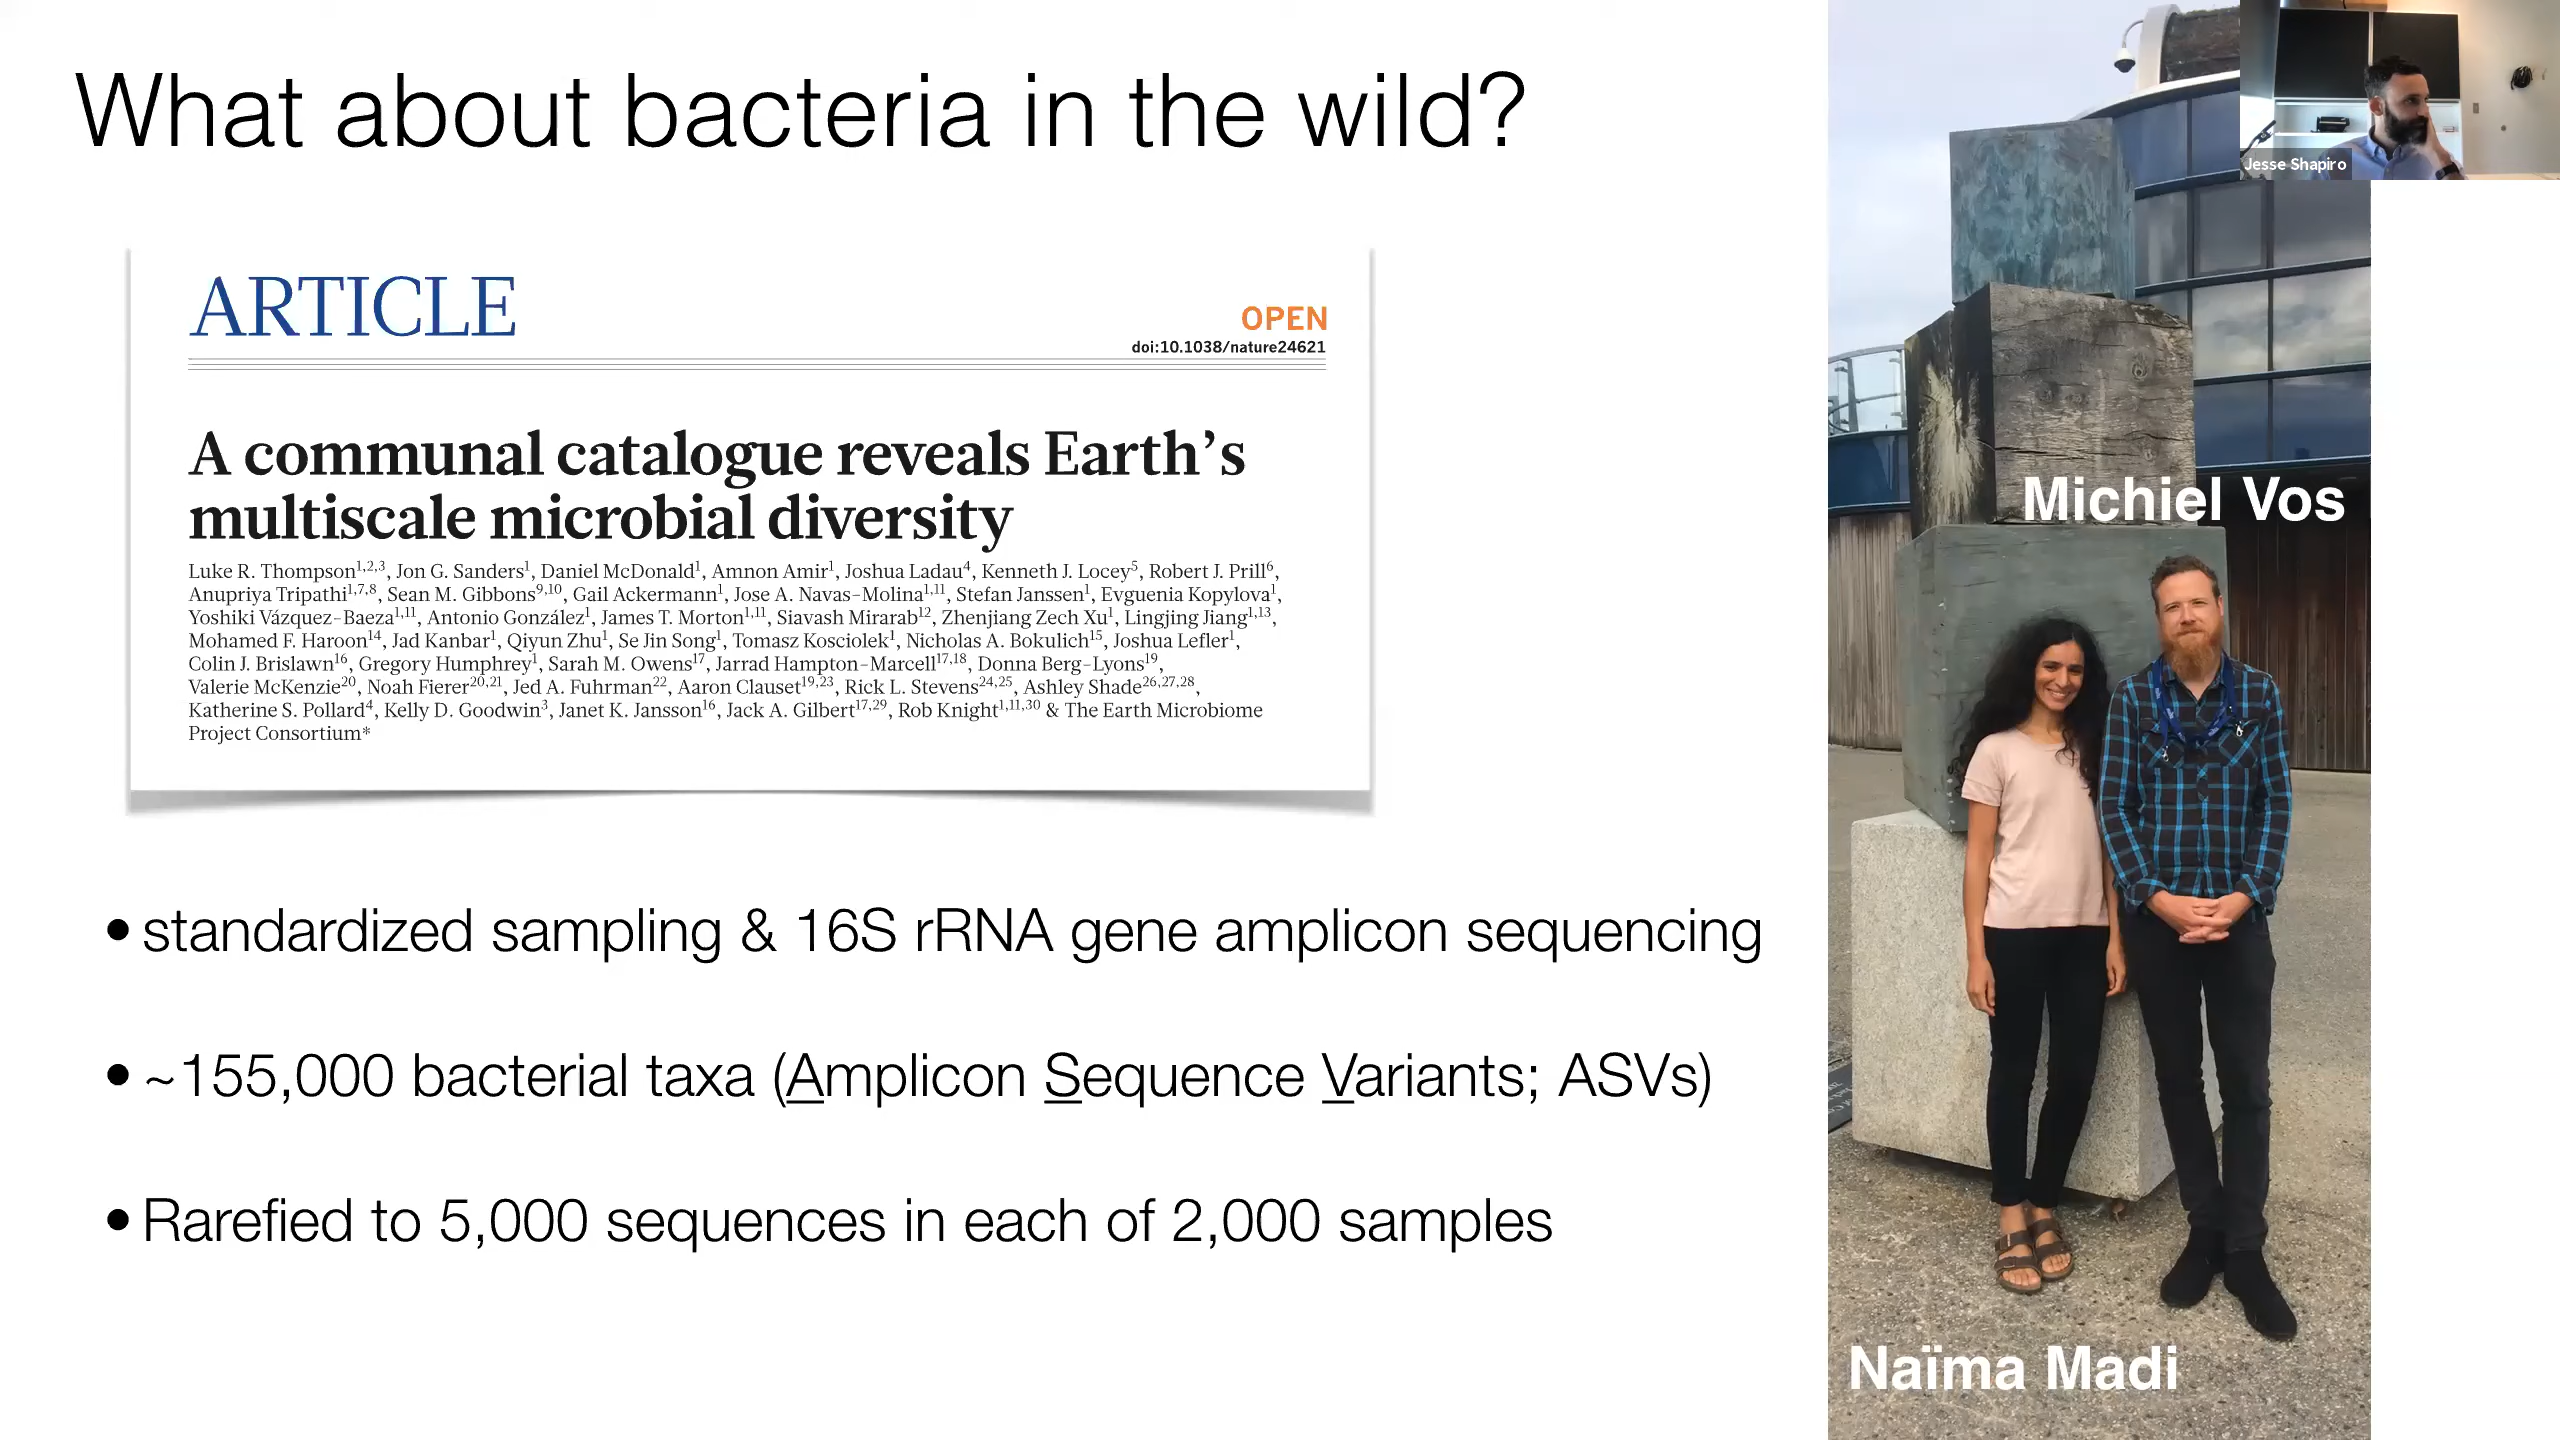 What about bacteria in the wild?
Jesse Shapiro
ARTICLE
OPEN
doi:10.1038/nature24621
A communal catalogue reveals Earth’s
multiscale microbial diversity
Luke R. Thompson1,2,3, Jon G. Sanders1, Daniel McDonald1, Amnon Amir1, Joshua Ladau4, Kenneth J. Locey5, Robert J. Prill6,
Anupriya Tripathi1,7,8, Sean M. Gibbons9,10, Gail Ackermann1, Jose A. Navas-Molina1,11, Stefan Janssen1, Evguenia Kopylova1,
Yoshiki Vázquez-Baeza1,11, Antonio González1, James T. Morton1,11, Siavash Mirarab12, Zhenjiang Zech Xu1, Lingjing Jiang1,13,
Mohamed F. Haroon14, Jad Kanbar1, Qiyun Zhu1, Se Jin Song1, Tomasz Kosciolek1, Nicholas A. Bokulich15, Joshua Lefler1,
Colin J. Brislawn16, Gregory Humphrey1, Sarah M. Owens17, Jarrad Hampton-Marcell17,18, Donna Berg-Lyons19,
Valerie McKenzie20, Noah Fierer20,21, Jed A. Fuhrman22, Aaron Clauset19,23, Rick L. Stevens24,25, Ashley Shade26,27,28,
Katherine S. Pollard4, Kelly D. Goodwin3, Janet K. Jansson16, Jack A. Gilbert17,29, Rob Knight1,11,30 & The Earth Microbiome
Project Consortium*
• standardized sampling & 16S rRNA gene amplicon sequencing
• ~155,000 bacterial taxa (Amplicon Sequence Variants; ASVs)
• Rarefied to 5,000 sequences in each of 2,000 samples
Michiel Vos
Naïma Madi